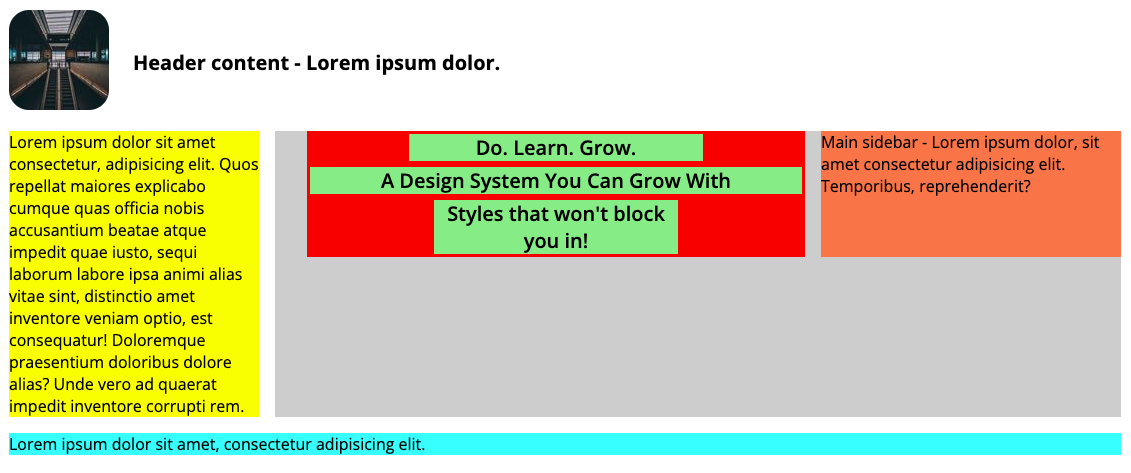 Header content - Lorem ipsum dolor.
Lorem ipsum dolor sit amet
consectetur, adipisicing elit. Quos
repellat maiores explicabo
cumque quas officia nobis
accusantium beatae atque
impedit quae iusto, sequi
laborum labore ipsa animi alias
vitae sint, distinctio amet
inventore veniam optio, est
consequatur! Doloremque
praesentium doloribus dolore
alias? Unde vero ad quaerat
impedit inventore corrupti rem.
Do. Learn. Grow.
A Design System You Can Grow With
Styles that won't block
you in!
Main sidebar - Lorem ipsum dolor, sit
amet consectetur adipisicing elit.
Temporibus, reprehenderit?
Lorem ipsum dolor sit amet, consectetur adipisicing elit.